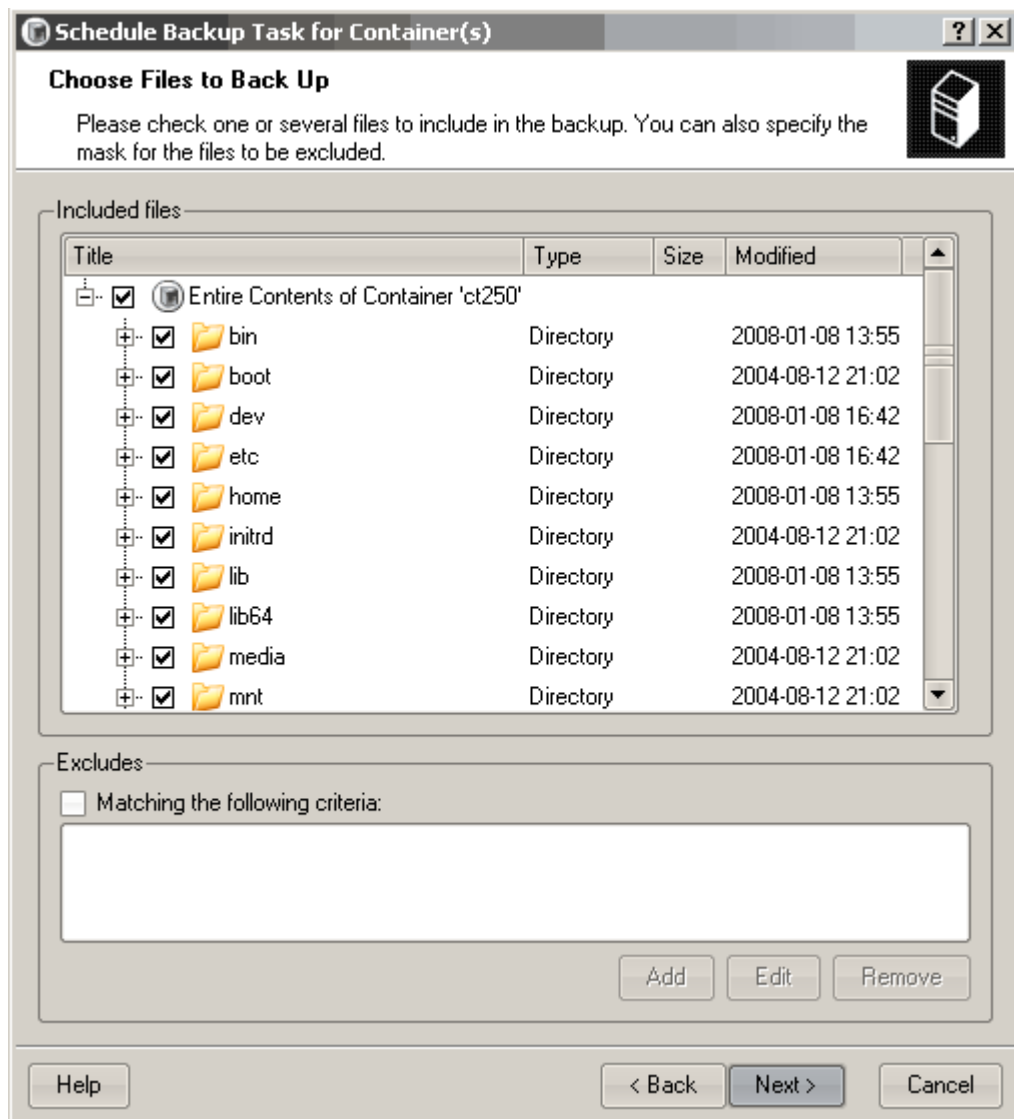 Schedule Backup Task for Container(s)
Choose Files to Back Up
Please check one or several files to include in the backup. You can also specify the
mask for the files to be excluded.
Included files
Title Type Size Modified
Entire Contents of Container 'ct250'
bin Directory 2008-01-08 13:55
boot Directory 2004-08-12 21:02
dev Directory 2008-01-08 16:42
etc Directory 2008-01-08 16:42
home Directory 2008-01-08 13:55
initrd Directory 2004-08-12 21:02
lib Directory 2008-01-08 13:55
lib64 Directory 2008-01-08 13:55
media Directory 2004-08-12 21:02
mnt Directory 2004-08-12 21:02
Excludes
Matching the following criteria:
Add Edit Remove
Help < Back Next > Cancel